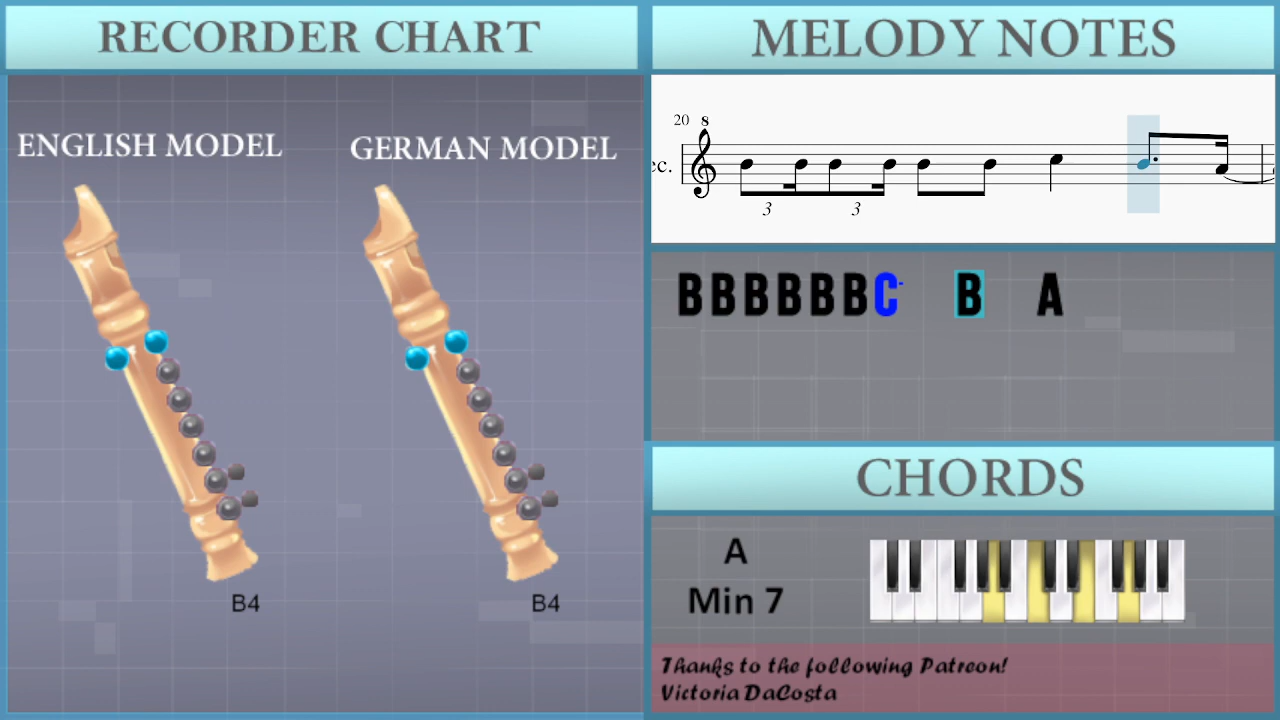 RECORDER CHART
ENGLISH MODEL
GERMAN MODEL
B4
B4
MELODY NOTES
20
8
ec.
3
3
BBBBBBC· B A
CHORDS
A
Min 7
Thanks to the following Patreon!
Victoria DaCosta